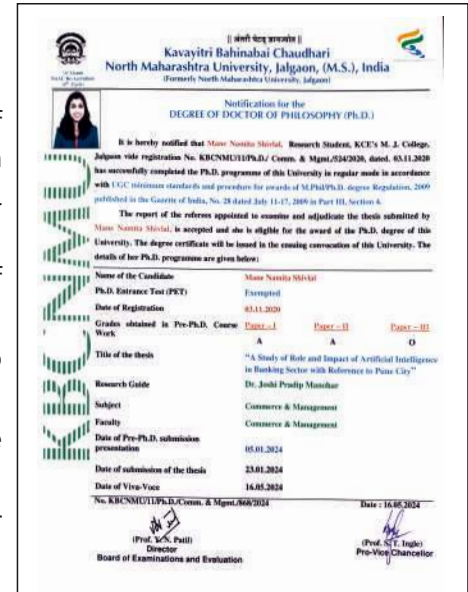 || अंतरी पेटवू ज्ञानज्योत ||
Kavayitri Bahinabai Chaudhari
North Maharashtra University, Jalgaon, (M.S.), India
(Formerly North Maharashtra University, Jalgaon)
Notification for the
DEGREE OF DOCTOR OF PHILOSOPHY (Ph.D.)
It is hereby notified that Mane Namita Shivlal, Research Student, KCE's M. J. College,
Jalgaon vide registration No. KBCNMU/11/Ph.D./ Comm. & Mgmt./524/2020, dated. 03.11.2020
has successfully completed the Ph.D. programme of this University in regular mode in accordance
with UGC minimum standards and procedure for awards of M.Phil/Ph.D. degree Regulation, 2009
published in the Gazette of India, No. 28 dated July 11-17, 2009 in Part III, Section 4.
The report of the referees appointed to examine and adjudicate the thesis submitted by
Mane Namita Shivlal, is accepted and she is eligible for the award of the Ph.D. degree of this
University. The degree certificate will be issued in the ensuing convocation of this University. The
details of her Ph.D. programme are given below:
Name of the Candidate Mane Namita Shivlal
Ph.D. Entrance Test (PET) Exempted
Date of Registration 03.11.2020
Grades obtained in Pre-Ph.D. Course Paper – I Paper – II Paper – III
Work A A O
Title of the thesis "A Study of Role and Impact of Artificial Intelligence
in Banking Sector with Reference to Pune City"
Research Guide Dr. Joshi Pradip Manohar
Subject Commerce & Management
Faculty Commerce & Management
Date of Pre-Ph.D. submission
presentation 05.01.2024
Date of submission of the thesis 23.01.2024
Date of Viva-Voce 16.05.2024
No. KBCNMU/11/Ph.D./Comm. & Mgmt./868/2024 Date : 16.05.2024
(Prof. Y. N. Patil)
Director
Board of Examinations and Evaluation
(Prof. S. T. Ingle)
Pro-Vice Chancellor
KBCNMU